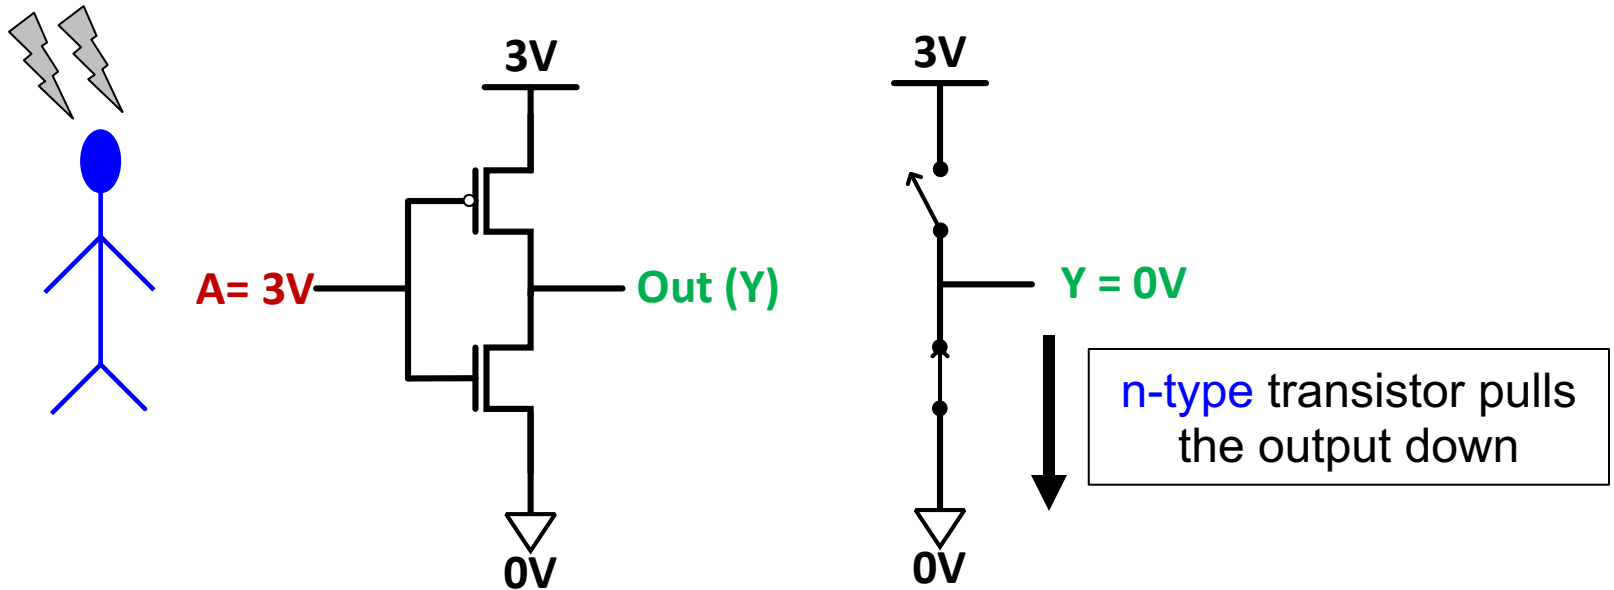 3V
A= 3V
Out (Y)
0V
3V
Y = 0V
n-type transistor pulls
the output down
0V